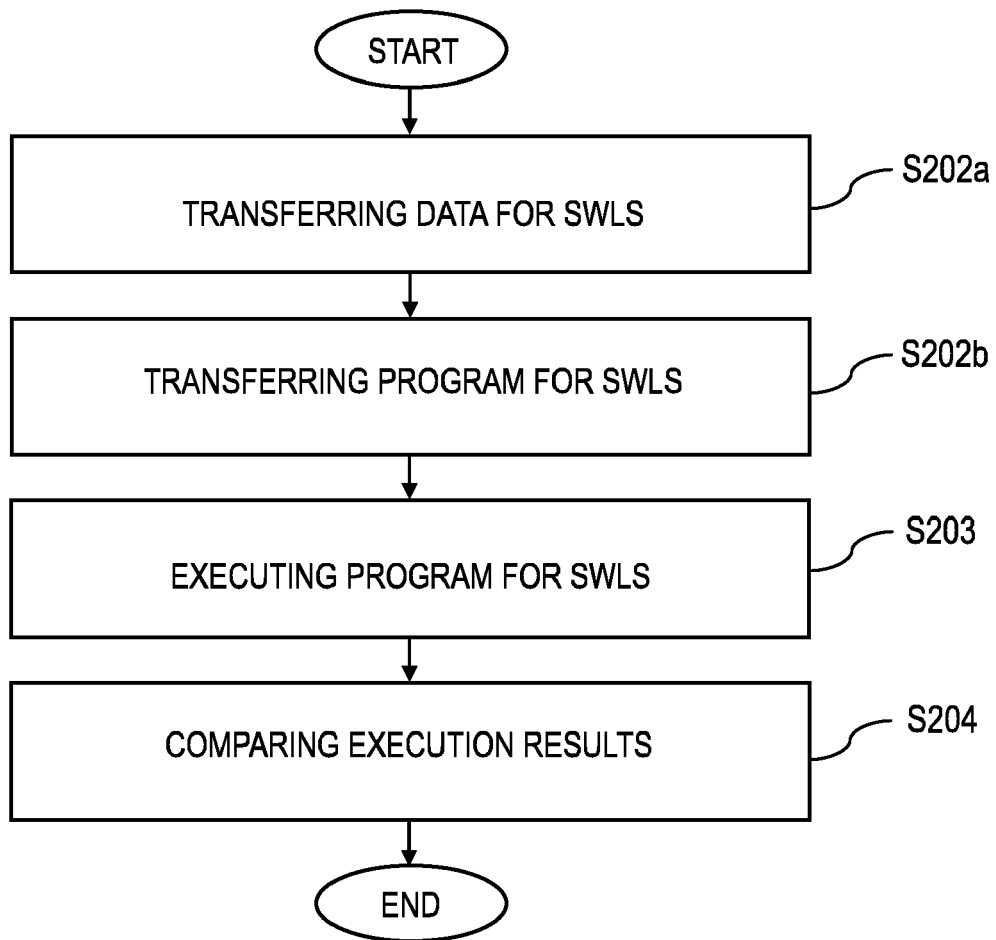 START
TRANSFERRING DATA FOR SWLS
S202a
TRANSFERRING PROGRAM FOR SWLS
S202b
EXECUTING PROGRAM FOR SWLS
S203
COMPARING EXECUTION RESULTS
S204
END